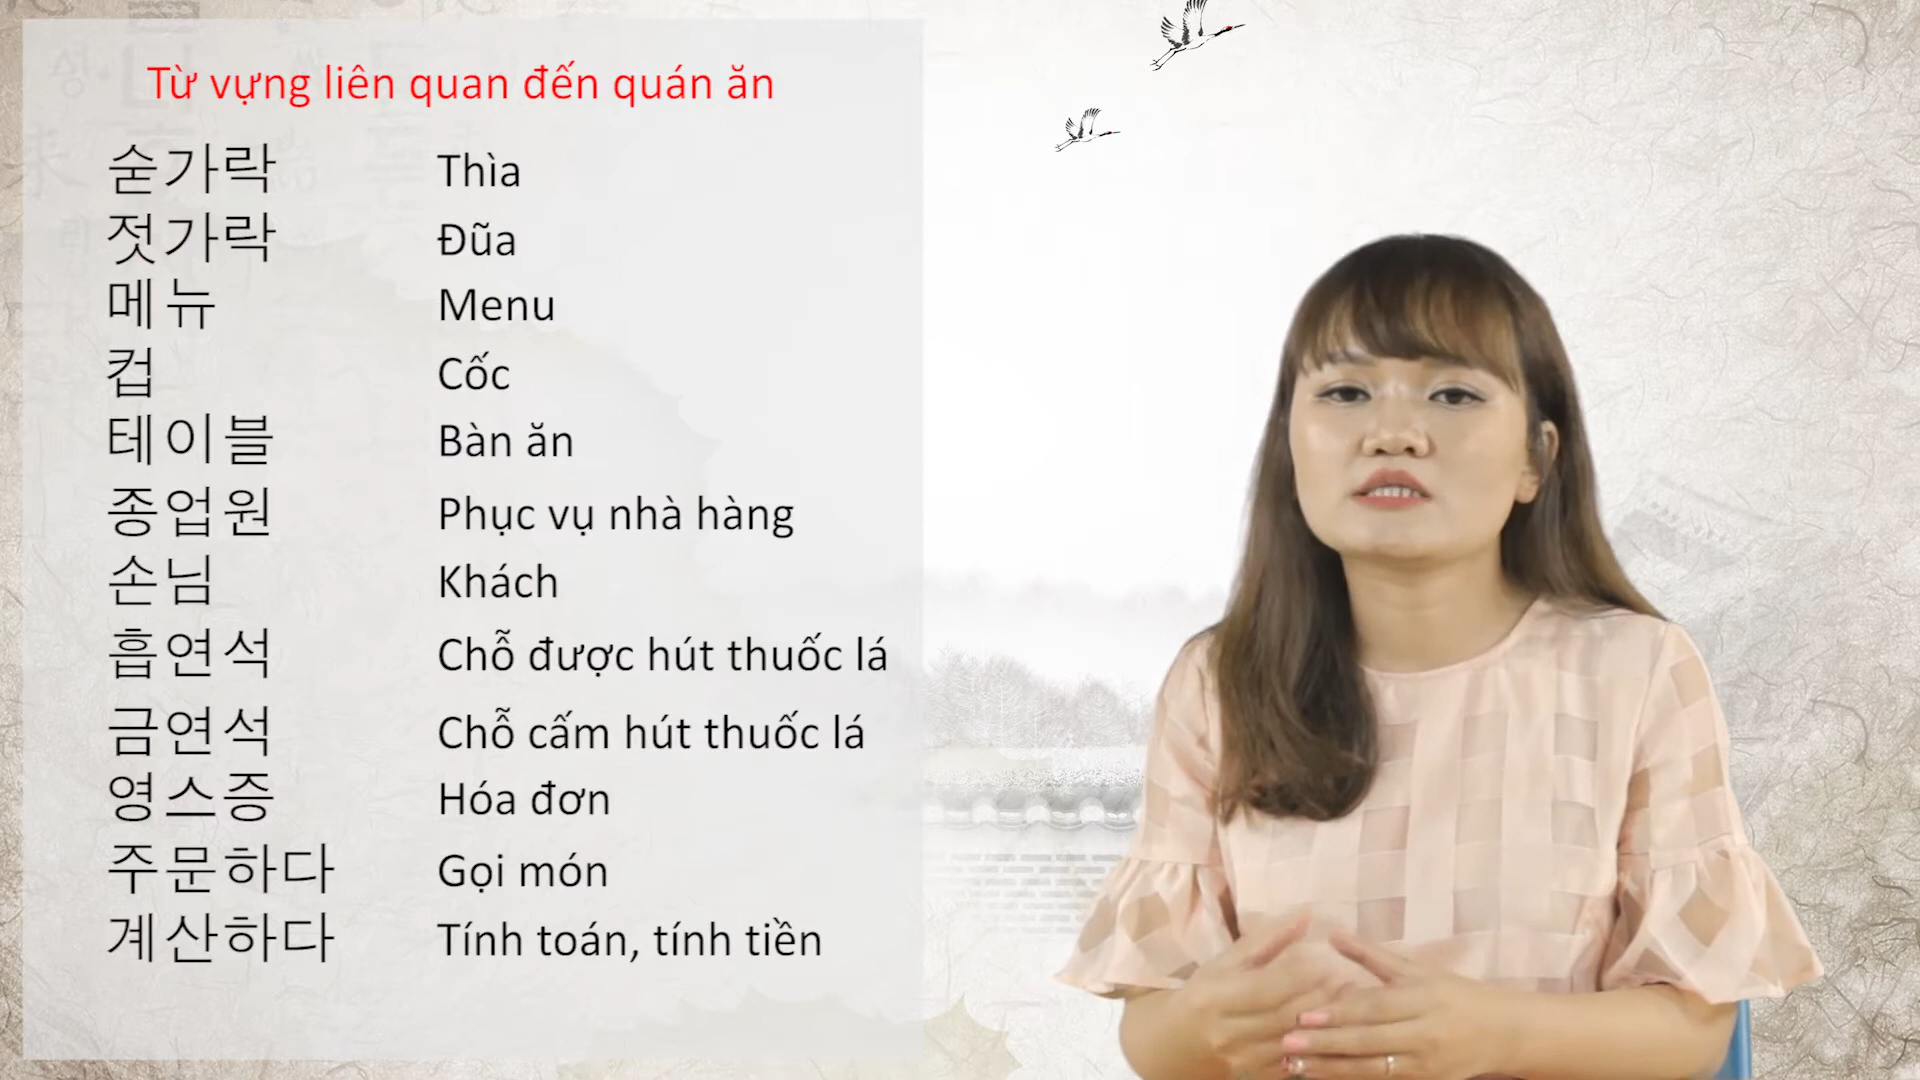 Từ vựng liên quan đến quán ăn
숟가락 Thìa
젓가락 Đũa
메뉴 Menu
컵 Cốc
테이블 Bàn ăn
종업원 Phục vụ nhà hàng
손님 Khách
흡연석 Chỗ được hút thuốc lá
금연석 Chỗ cấm hút thuốc lá
영스증 Hóa đơn
주문하다 Gọi món
계산하다 Tính toán, tính tiền